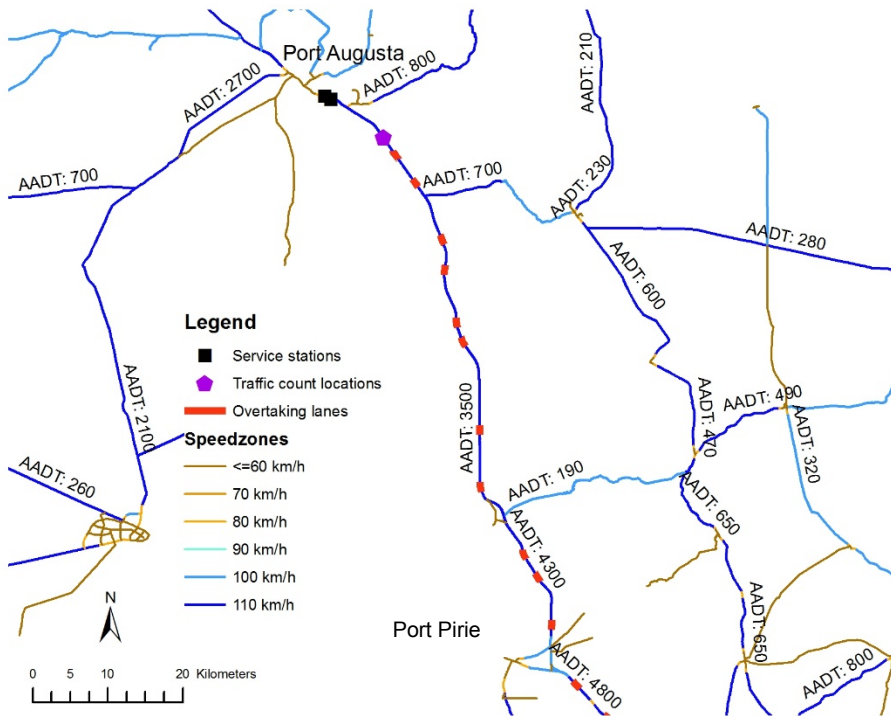 Port Augusta
AADT: 2700
AADT: 800
AADT: 210
AADT: 700
AADT: 700
AADT: 230
AADT: 280
AADT: 600
Legend
Service stations
Traffic count locations
Overtaking lanes
Speedzones
<=60 km/h
70 km/h
80 km/h
90 km/h
100 km/h
110 km/h
AADT: 2100
AADT: 260
AADT: 3500
AADT: 470
AADT: 490
AADT: 320
AADT: 190
AADT: 650
AADT: 4300
Port Pirie
AADT: 650
AADT: 800
AADT: 4800
N
0 5 10 20 Kilometers